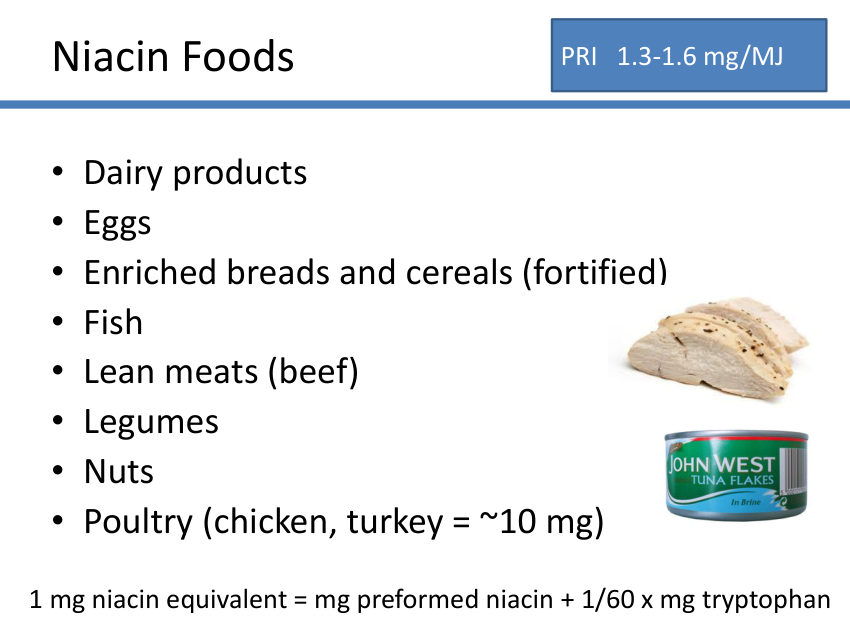 Niacin Foods
PRI 1.3-1.6 mg/MJ
• Dairy products
• Eggs
• Enriched breads and cereals (fortified)
• Fish
• Lean meats (beef)
• Legumes
• Nuts
• Poultry (chicken, turkey = ~10 mg)
JOHN WEST
TUNA FLAKES
In Brine
1 mg niacin equivalent = mg preformed niacin + 1/60 x mg tryptophan